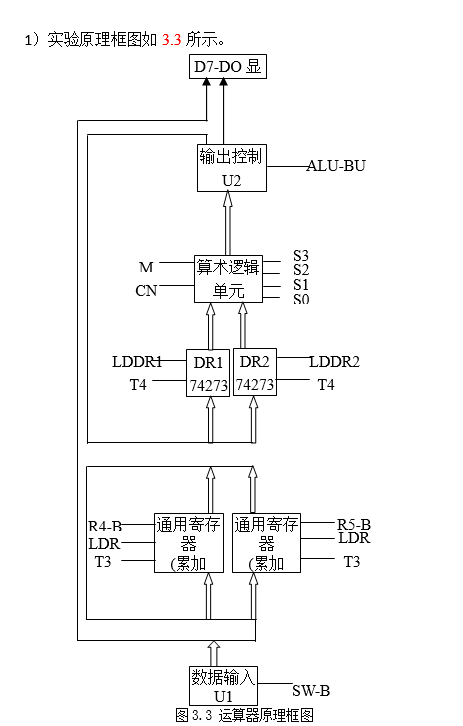 1）实验原理框图如 3.3 所示。
D7-DO 显
输出控制
U2
ALU-BU
M
CN
算术逻辑
单元
S3
S2
S1
S0
LDDR1
T4
DR1
74273
DR2
74273
LDDR2
T4
R4-B
LDR
T3
通用寄存
器
(累加
通用寄存
器
(累加
R5-B
LDR
T3
数据输入
U1
SW-B
图 3.3 运算器原理框图